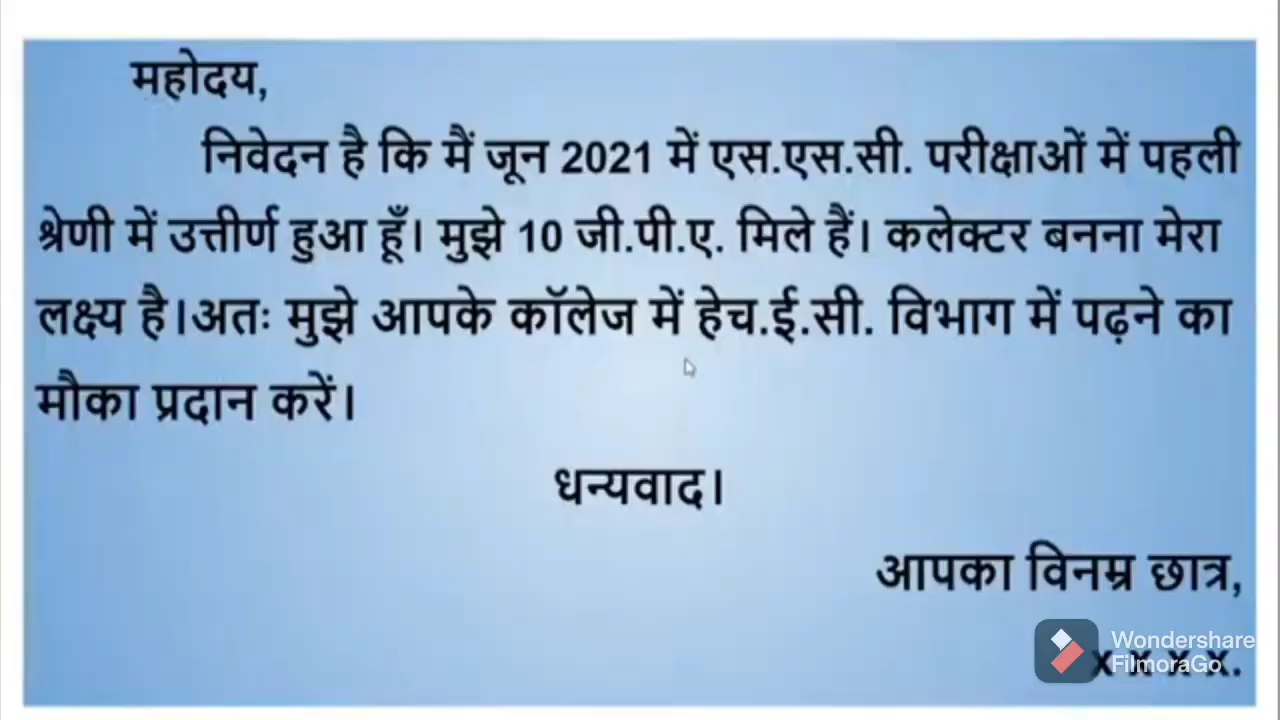 महोदय,
निवेदन है कि मैं जून 2021 में एस.एस.सी. परीक्षाओं में पहली
श्रेणी में उत्तीर्ण हुआ हूँ। मुझे 10 जी.पी.ए. मिले हैं। कलेक्टर बनना मेरा
लक्ष्य है।अतः मुझे आपके कॉलेज में हेच.ई.सी. विभाग में पढ़ने का
मौका प्रदान करें।
धन्यवाद।
आपका विनम्र छात्र,
Wondershare
FilmoraGo
x x x x.